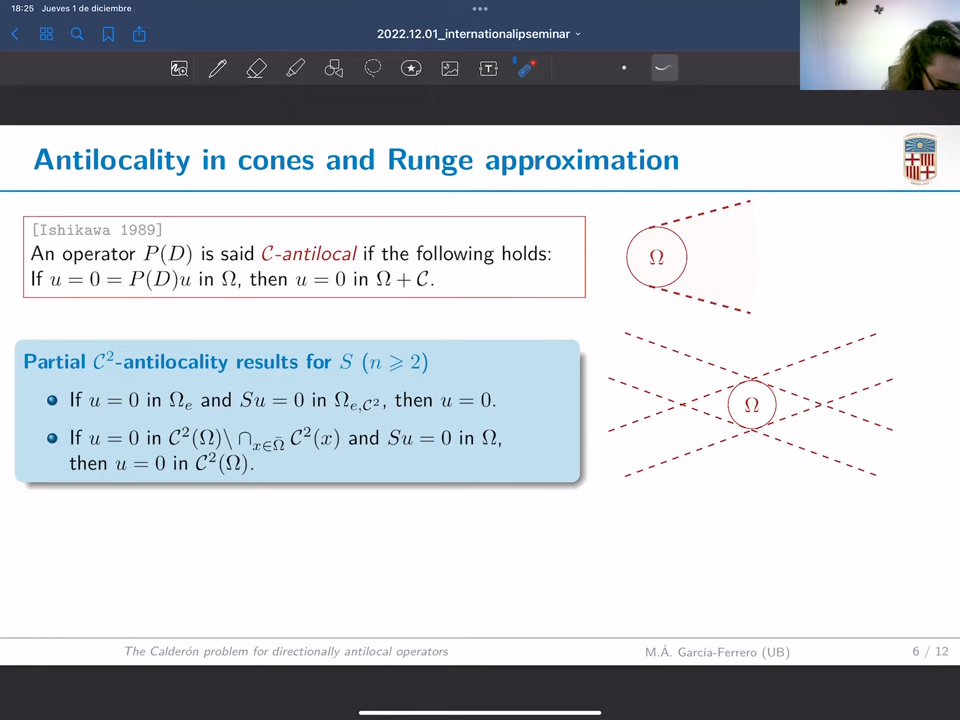 18:25 Jueves 1 de diciembre
2022.12.01_internationalipseminar
Antilocality in cones and Runge approximation
[Ishikawa 1989]
An operator P(D) is said 𝒞-antilocal if the following holds:
If u = 0 = P(D)u in Ω, then u = 0 in Ω + 𝒞.
Ω
Partial 𝒞²-antilocality results for S (n ⩾ 2)
If u = 0 in Ωₑ and Su = 0 in Ω_{e,𝒞²}, then u = 0.
If u = 0 in 𝒞²(Ω)\ ∩_{x∈Ω̄} 𝒞²(x) and Su = 0 in Ω,
then u = 0 in 𝒞²(Ω).
Ω
The Calderón problem for directionally antilocal operators
M.Á. García-Ferrero (UB)
6 / 12